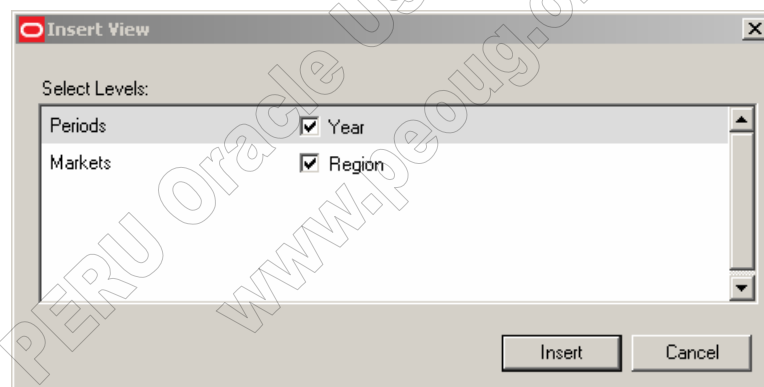 Insert View
Select Levels:
Periods Year
Markets Region
Insert Cancel
PERU Oracle Us
www.peoug.o